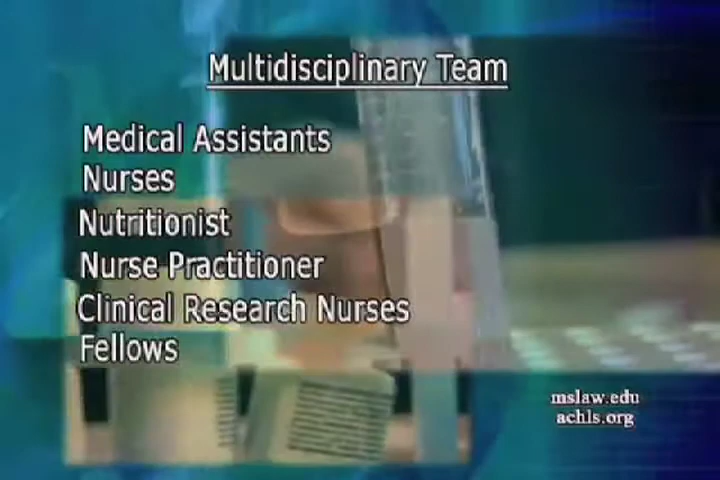 Multidisciplinary Team
Medical Assistants
Nurses
Nutritionist
Nurse Practitioner
Clinical Research Nurses
Fellows
mslaw.edu
achls.org